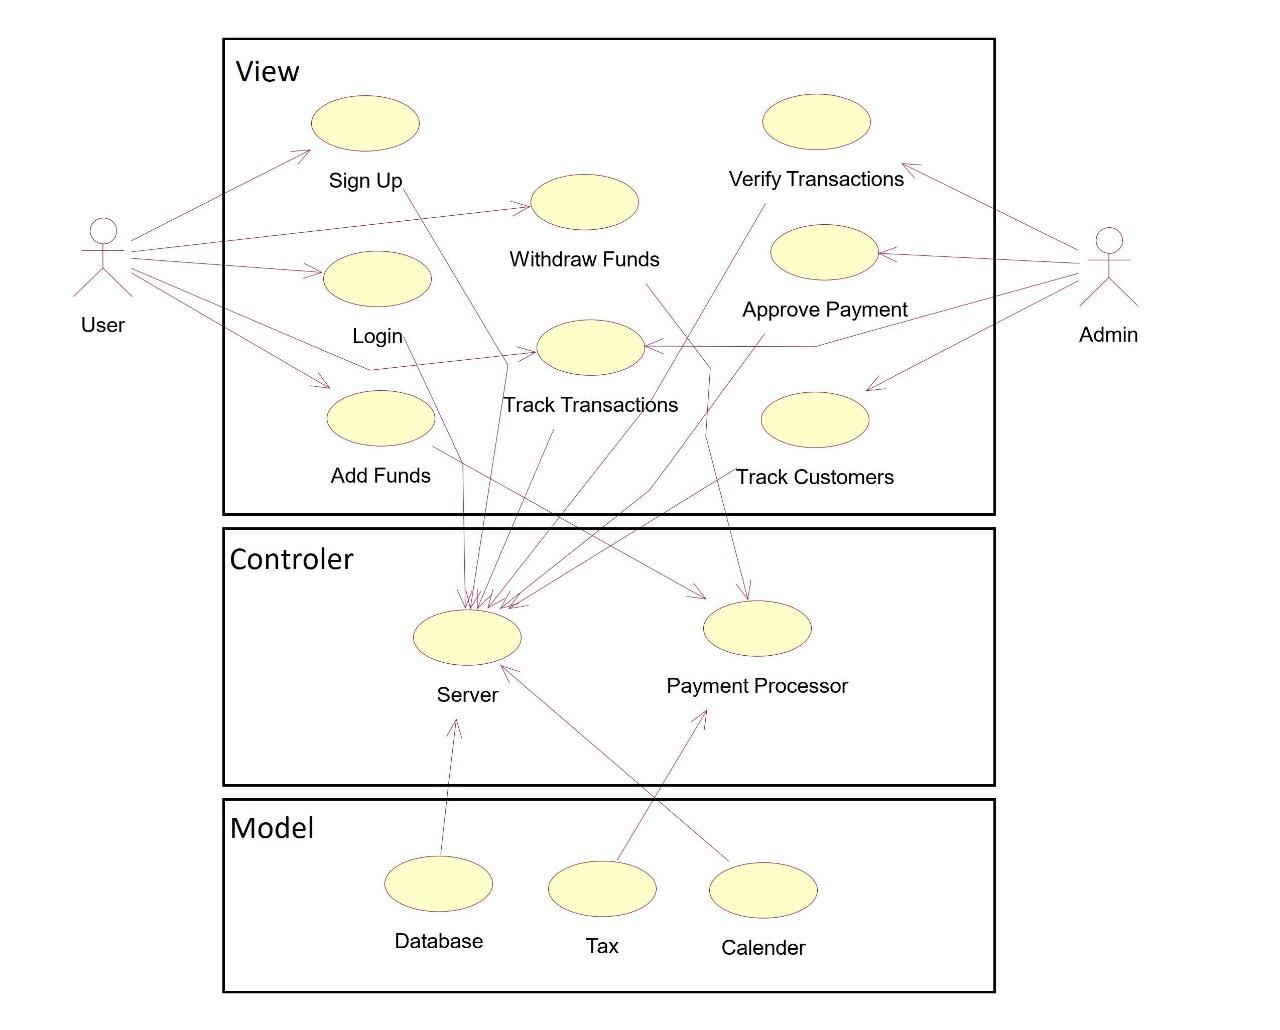 View
Sign Up
Verify Transactions
Withdraw Funds
Approve Payment
User
Login
Admin
Track Transactions
Add Funds
Track Customers
Controler
Server
Payment Processor
Model
Database
Tax
Calender